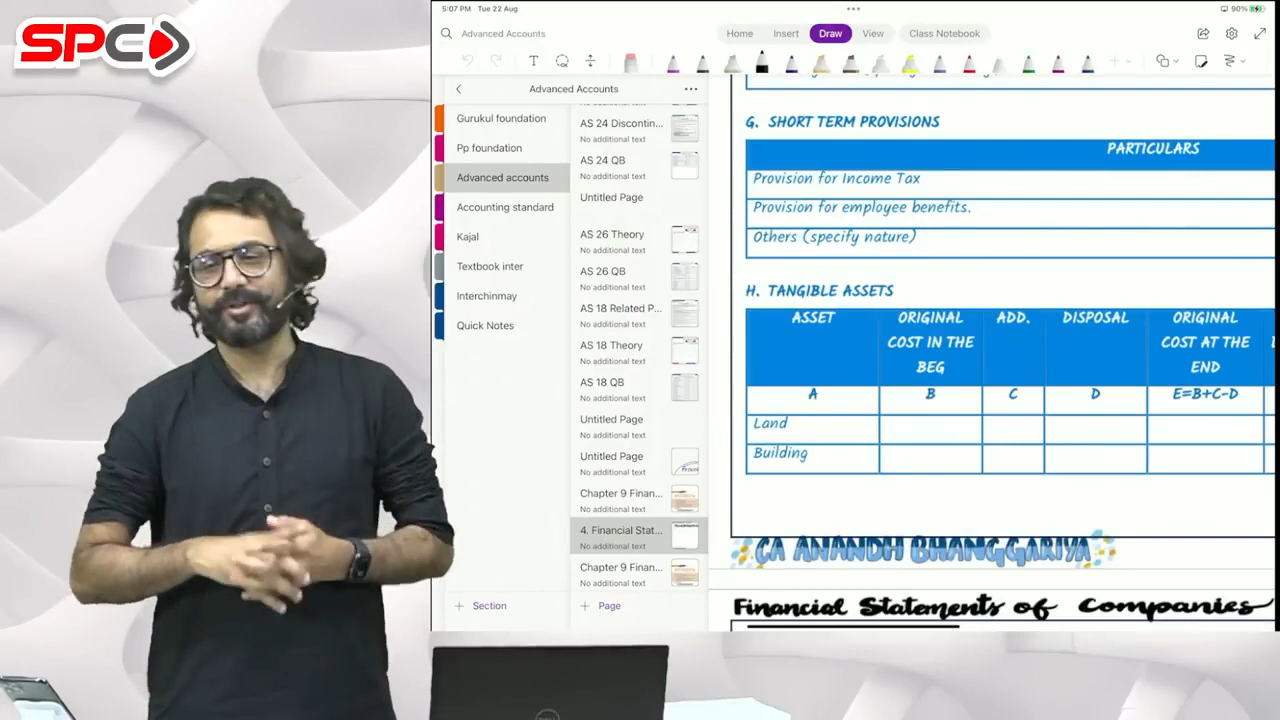 SPC
5:07 PM Tue 22 Aug
90%
Advanced Accounts
Home Insert Draw View Class Notebook
Advanced Accounts
Gurukul foundation
Pp foundation
Advanced accounts
Accounting standard
Kajal
Textbook inter
Interchinmay
Quick Notes
Section
No additional text
AS 24 Discontin...
No additional text
AS 24 QB
No additional text
Untitled Page
AS 26 Theory
No additional text
AS 26 QB
No additional text
AS 18 Related P...
No additional text
AS 18 Theory
No additional text
AS 18 QB
No additional text
Untitled Page
No additional text
Untitled Page
No additional text
Chapter 9 Finan...
No additional text
4. Financial Stat...
No additional text
Chapter 9 Finan...
No additional text
Page
G. SHORT TERM PROVISIONS
PARTICULARS
Provision for Income Tax
Provision for employee benefits.
Others (specify nature)
H. TANGIBLE ASSETS
ASSET ORIGINAL COST IN THE BEG ADD. DISPOSAL ORIGINAL COST AT THE END
A B C D E=B+C-D
Land
Building
CA ANANDH BHANGGARIYA
Financial Statements of Companies
DELL